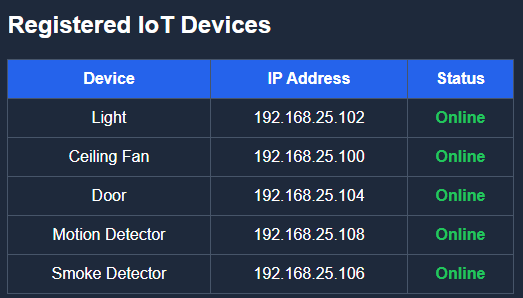 Registered IoT Devices
Device IP Address Status
Light 192.168.25.102 Online
Ceiling Fan 192.168.25.100 Online
Door 192.168.25.104 Online
Motion Detector 192.168.25.108 Online
Smoke Detector 192.168.25.106 Online